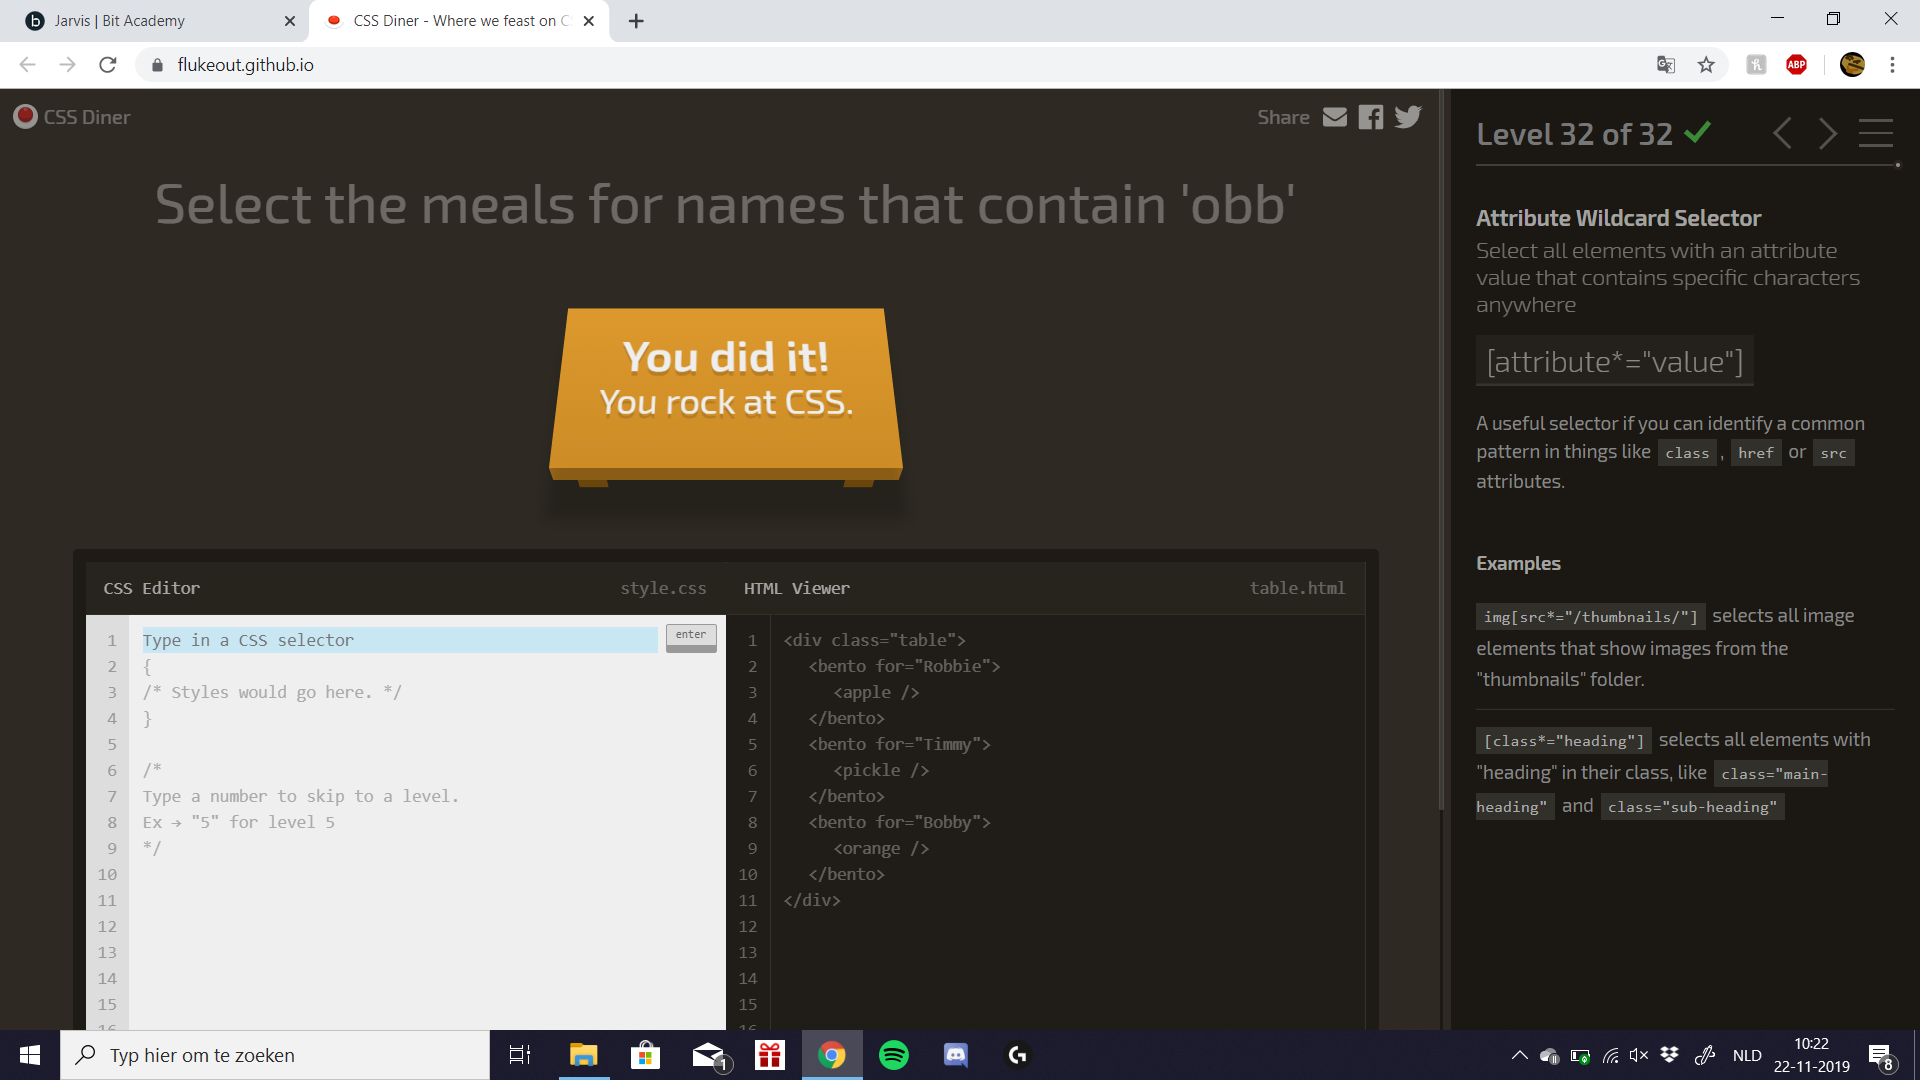 Jarvis | Bit Academy
CSS Diner - Where we feast on C
flukeout.github.io
ABP
CSS Diner
Share
Select the meals for names that contain 'obb'
You did it!
You rock at CSS.
CSS Editor
style.css
1 Type in a CSS selector
enter
2 {
3 /* Styles would go here. */
4 }
5
6 /*
7 Type a number to skip to a level.
8 Ex → "5" for level 5
9 */
10
11
12
13
14
15
16
HTML Viewer
table.html
1 <div class="table">
2 <bento for="Robbie">
3 <apple />
4 </bento>
5 <bento for="Timmy">
6 <pickle />
7 </bento>
8 <bento for="Bobby">
9 <orange />
10 </bento>
11 </div>
12
13
14
15
16
Level 32 of 32
Attribute Wildcard Selector
Select all elements with an attribute
value that contains specific characters
anywhere
[attribute*="value"]
A useful selector if you can identify a common
pattern in things like class , href or src
attributes.
Examples
img[src*="/thumbnails/"] selects all image
elements that show images from the
"thumbnails" folder.
[class*="heading"] selects all elements with
"heading" in their class, like class="main-
heading" and class="sub-heading"
Typ hier om te zoeken
1
NLD
10:22
22-11-2019
8